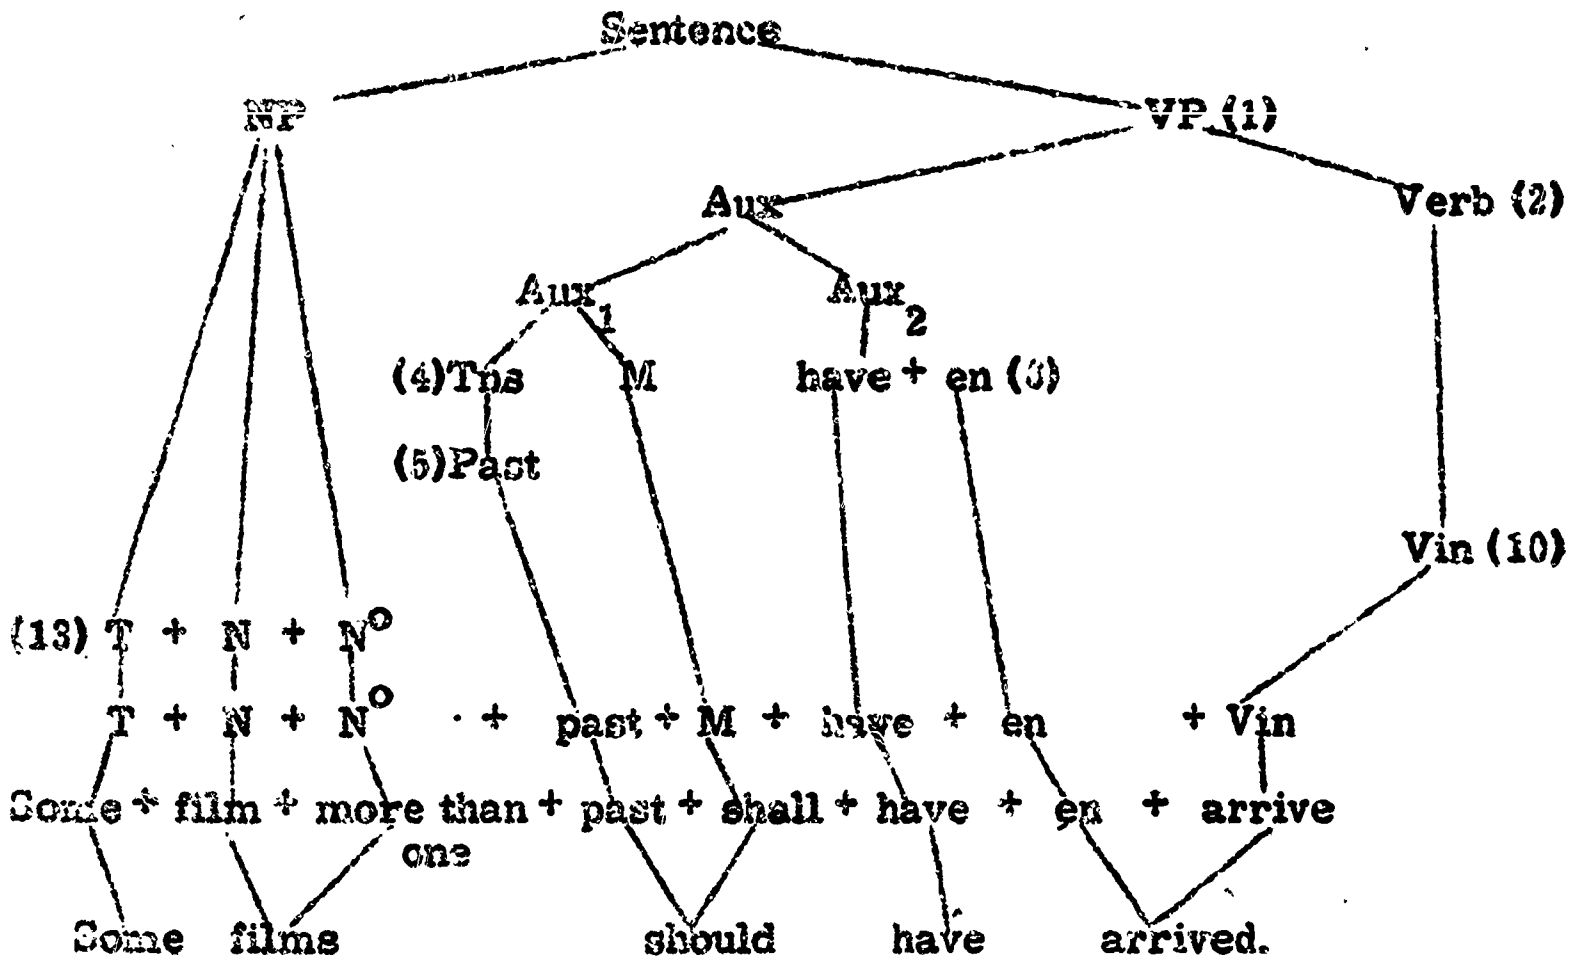 Sentence
NP VP (1)
Aux Verb (2)
Aux1 Aux2
(4)Tns M have + en (3)
(5)Past
Vin (10)
(13) T + N + N°
T + N + N° + past + M + have + en + Vin
Some + film + more than + past + shall + have + en + arrive
one
Some films should have arrived.